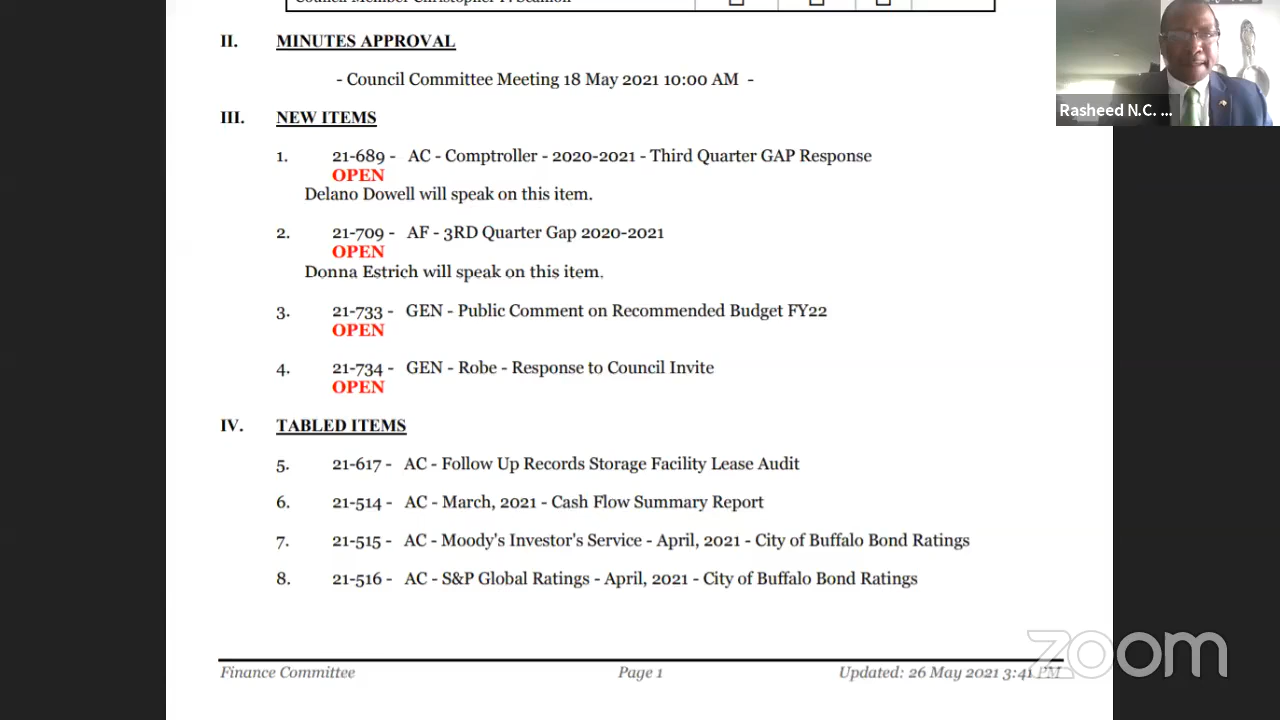 Council Member Christopher P. Scanlon
II. MINUTES APPROVAL
- Council Committee Meeting 18 May 2021 10:00 AM -
III. NEW ITEMS
1. 21-689 - AC - Comptroller - 2020-2021 - Third Quarter GAP Response
OPEN
Delano Dowell will speak on this item.
2. 21-709 - AF - 3RD Quarter Gap 2020-2021
OPEN
Donna Estrich will speak on this item.
3. 21-733 - GEN - Public Comment on Recommended Budget FY22
OPEN
4. 21-734 - GEN - Robe - Response to Council Invite
OPEN
IV. TABLED ITEMS
5. 21-617 - AC - Follow Up Records Storage Facility Lease Audit
6. 21-514 - AC - March, 2021 - Cash Flow Summary Report
7. 21-515 - AC - Moody's Investor's Service - April, 2021 - City of Buffalo Bond Ratings
8. 21-516 - AC - S&P Global Ratings - April, 2021 - City of Buffalo Bond Ratings
Finance Committee Page 1 Updated: 26 May 2021 3:41 PM
Rasheed N.C. ...
zoom